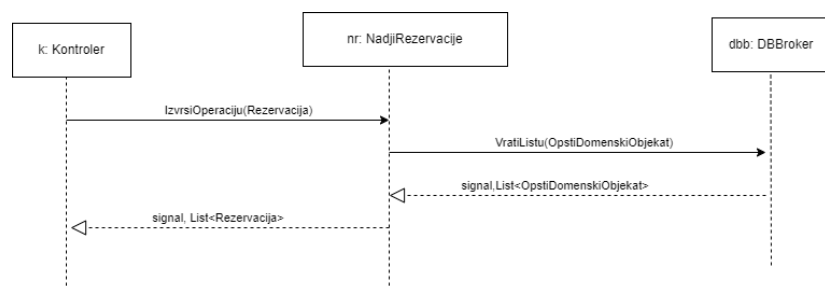 k: Kontroler
nr: NadjiRezervacije
dbb: DBBroker
IzvrsiOperaciju(Rezervacija)
VratiListu(OpstiDomenskiObjekat)
signal,List<OpstiDomenskiObjekat>
signal, List<Rezervacija>